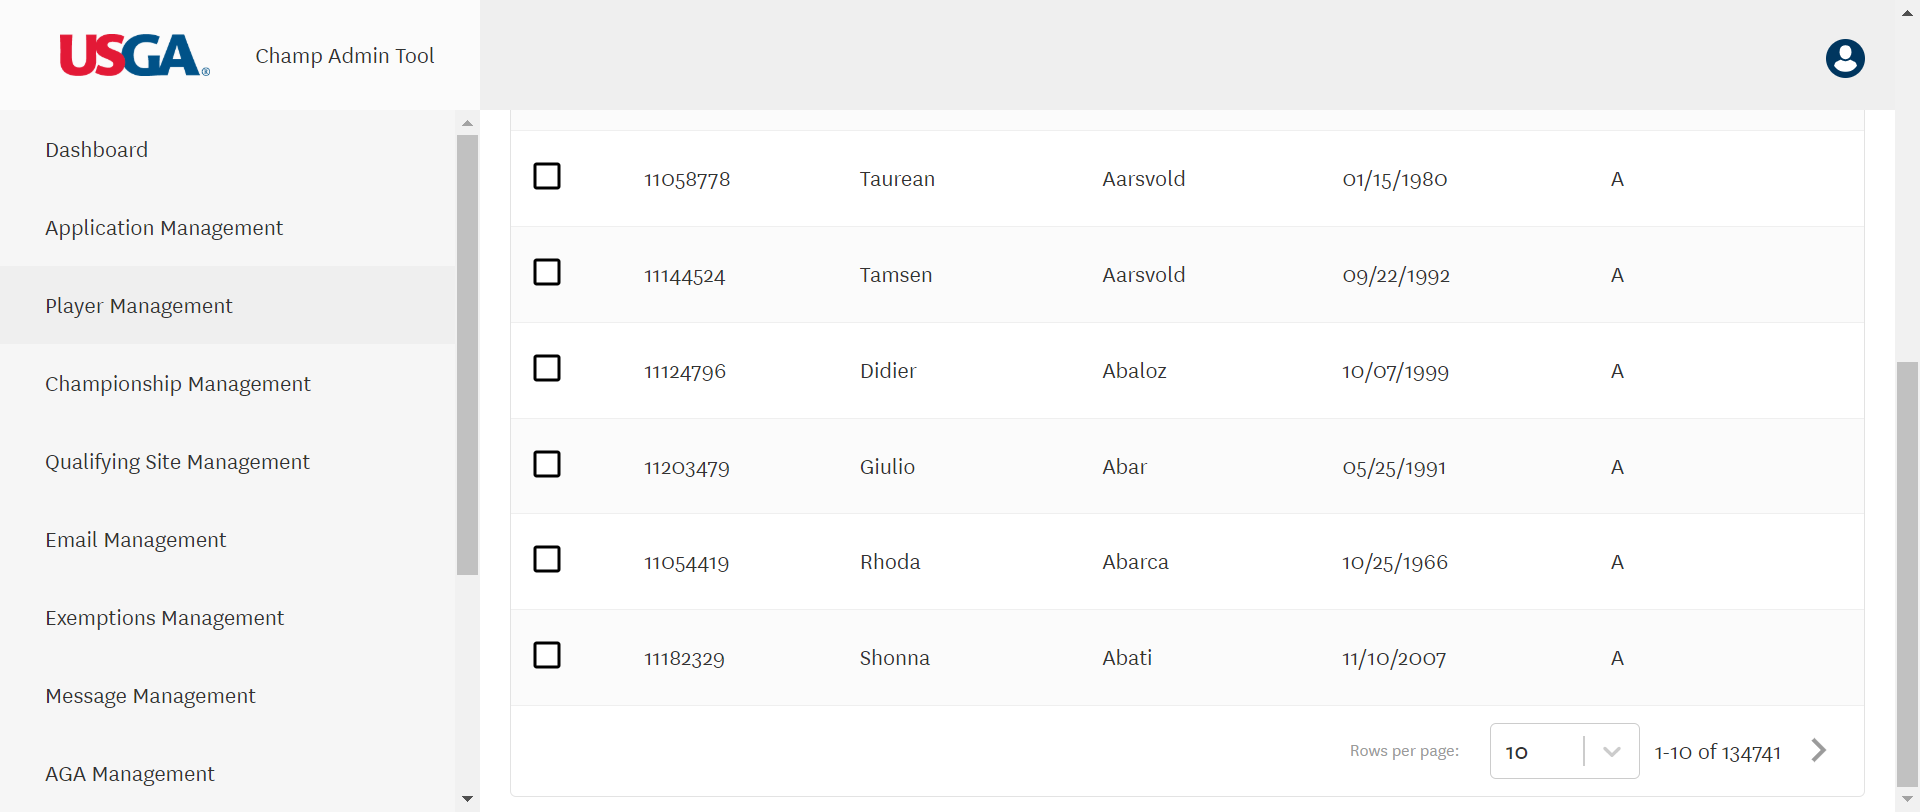 USGA® Champ Admin Tool
Dashboard
Application Management
Player Management
Championship Management
Qualifying Site Management
Email Management
Exemptions Management
Message Management
AGA Management
11058778 Taurean Aarsvold 01/15/1980 A
11144524 Tamsen Aarsvold 09/22/1992 A
11124796 Didier Abaloz 10/07/1999 A
11203479 Giulio Abar 05/25/1991 A
11054419 Rhoda Abarca 10/25/1966 A
11182329 Shonna Abati 11/10/2007 A
Rows per page: 10 1-10 of 134741